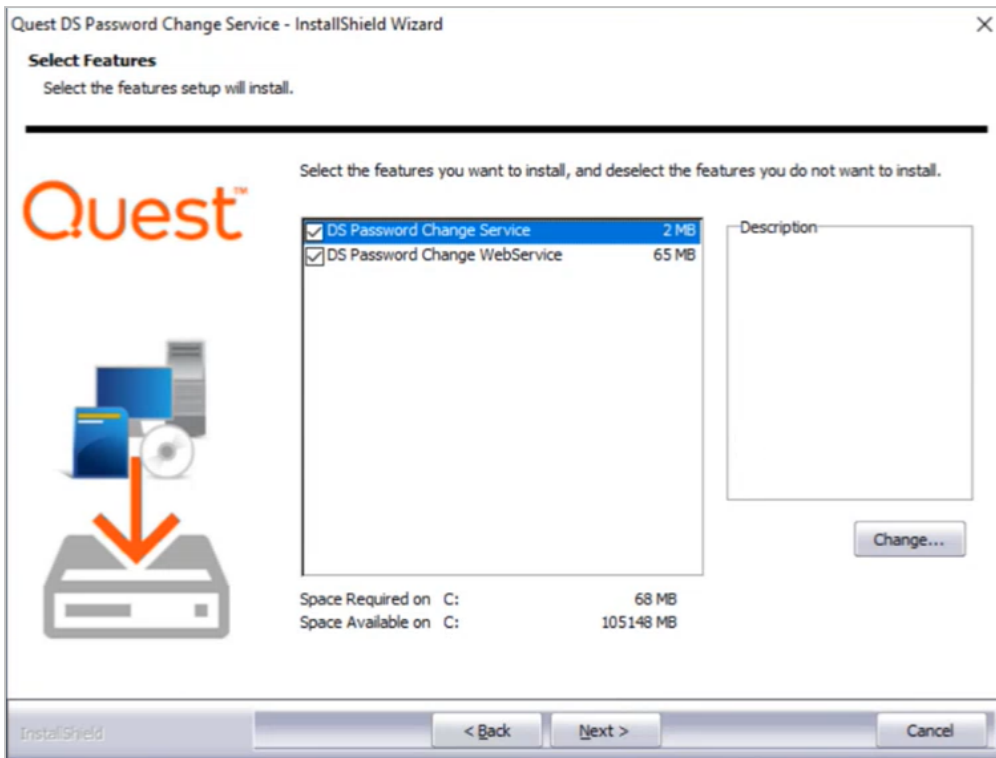 Quest DS Password Change Service - InstallShield Wizard
Select Features
Select the features setup will install.
Quest™
Select the features you want to install, and deselect the features you do not want to install.
DS Password Change Service 2 MB
DS Password Change WebService 65 MB
Description
Change...
Space Required on C: 68 MB
Space Available on C: 105148 MB
InstallShield
< Back
Next >
Cancel